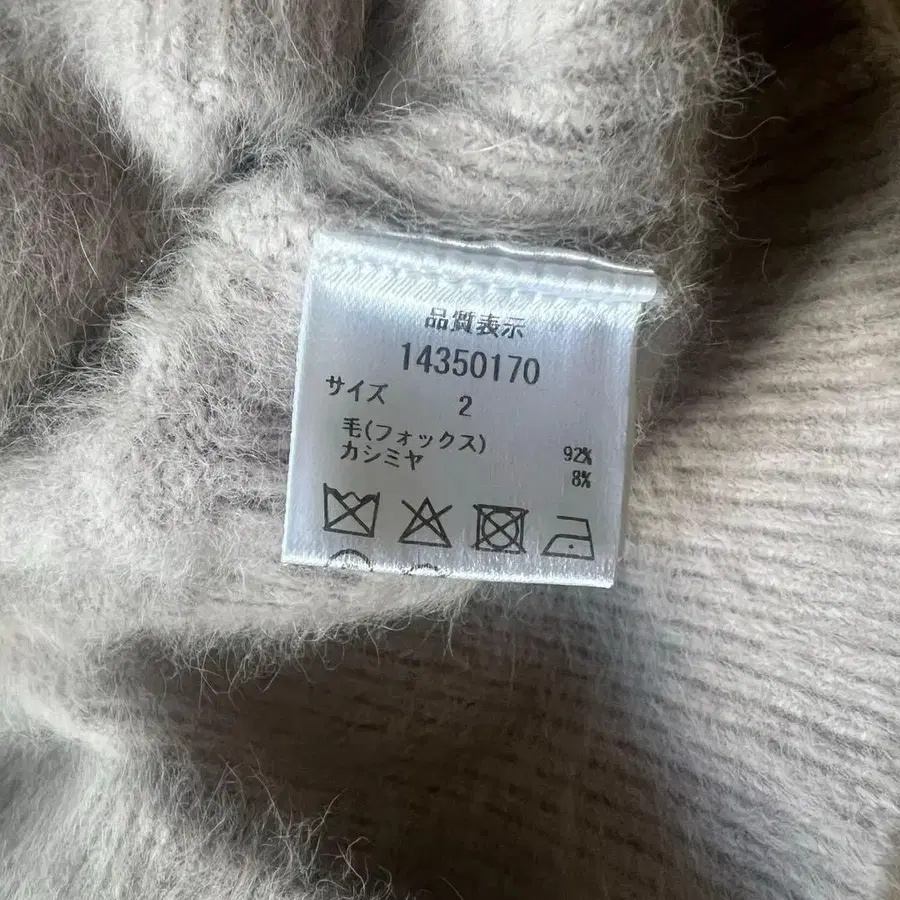 品質表示
14350170
サイズ 2
毛(フォックス) 92%
カシミヤ 8%